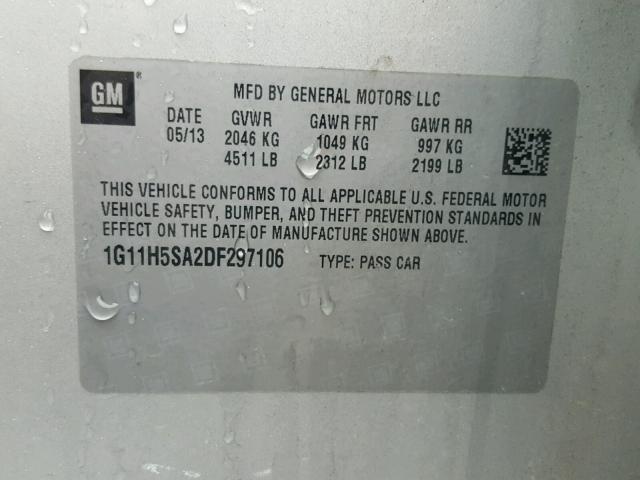 GM ®
MFD BY GENERAL MOTORS LLC
DATE GVWR GAWR FRT GAWR RR
05/13 2046 KG 1049 KG 997 KG
4511 LB 2312 LB 2199 LB
THIS VEHICLE CONFORMS TO ALL APPLICABLE U.S. FEDERAL MOTOR
VEHICLE SAFETY, BUMPER, AND THEFT PREVENTION STANDARDS IN
EFFECT ON THE DATE OF MANUFACTURE SHOWN ABOVE.
1G11H5SA2DF297106 TYPE: PASS CAR